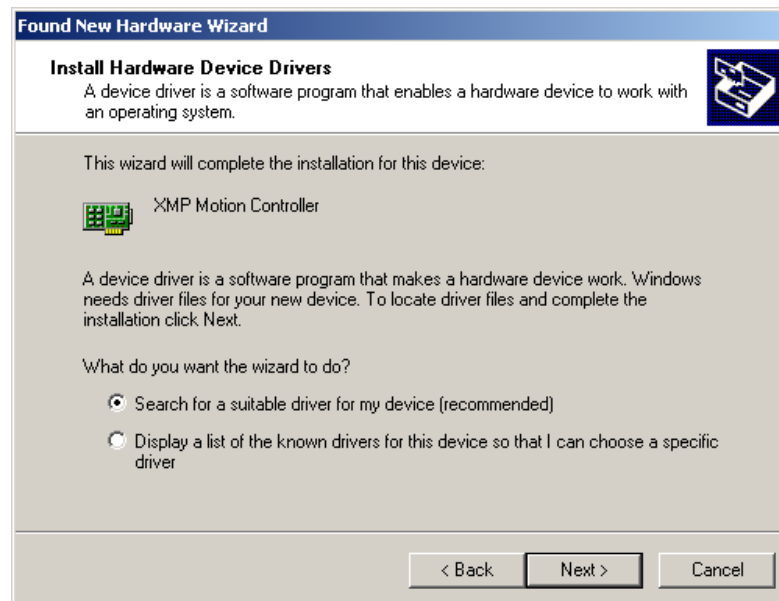 Found New Hardware Wizard
Install Hardware Device Drivers
A device driver is a software program that enables a hardware device to work with
an operating system.
This wizard will complete the installation for this device:
XMP Motion Controller
A device driver is a software program that makes a hardware device work. Windows
needs driver files for your new device. To locate driver files and complete the
installation click Next.
What do you want the wizard to do?
Search for a suitable driver for my device (recommended)
Display a list of the known drivers for this device so that I can choose a specific
driver
< Back
Next >
Cancel